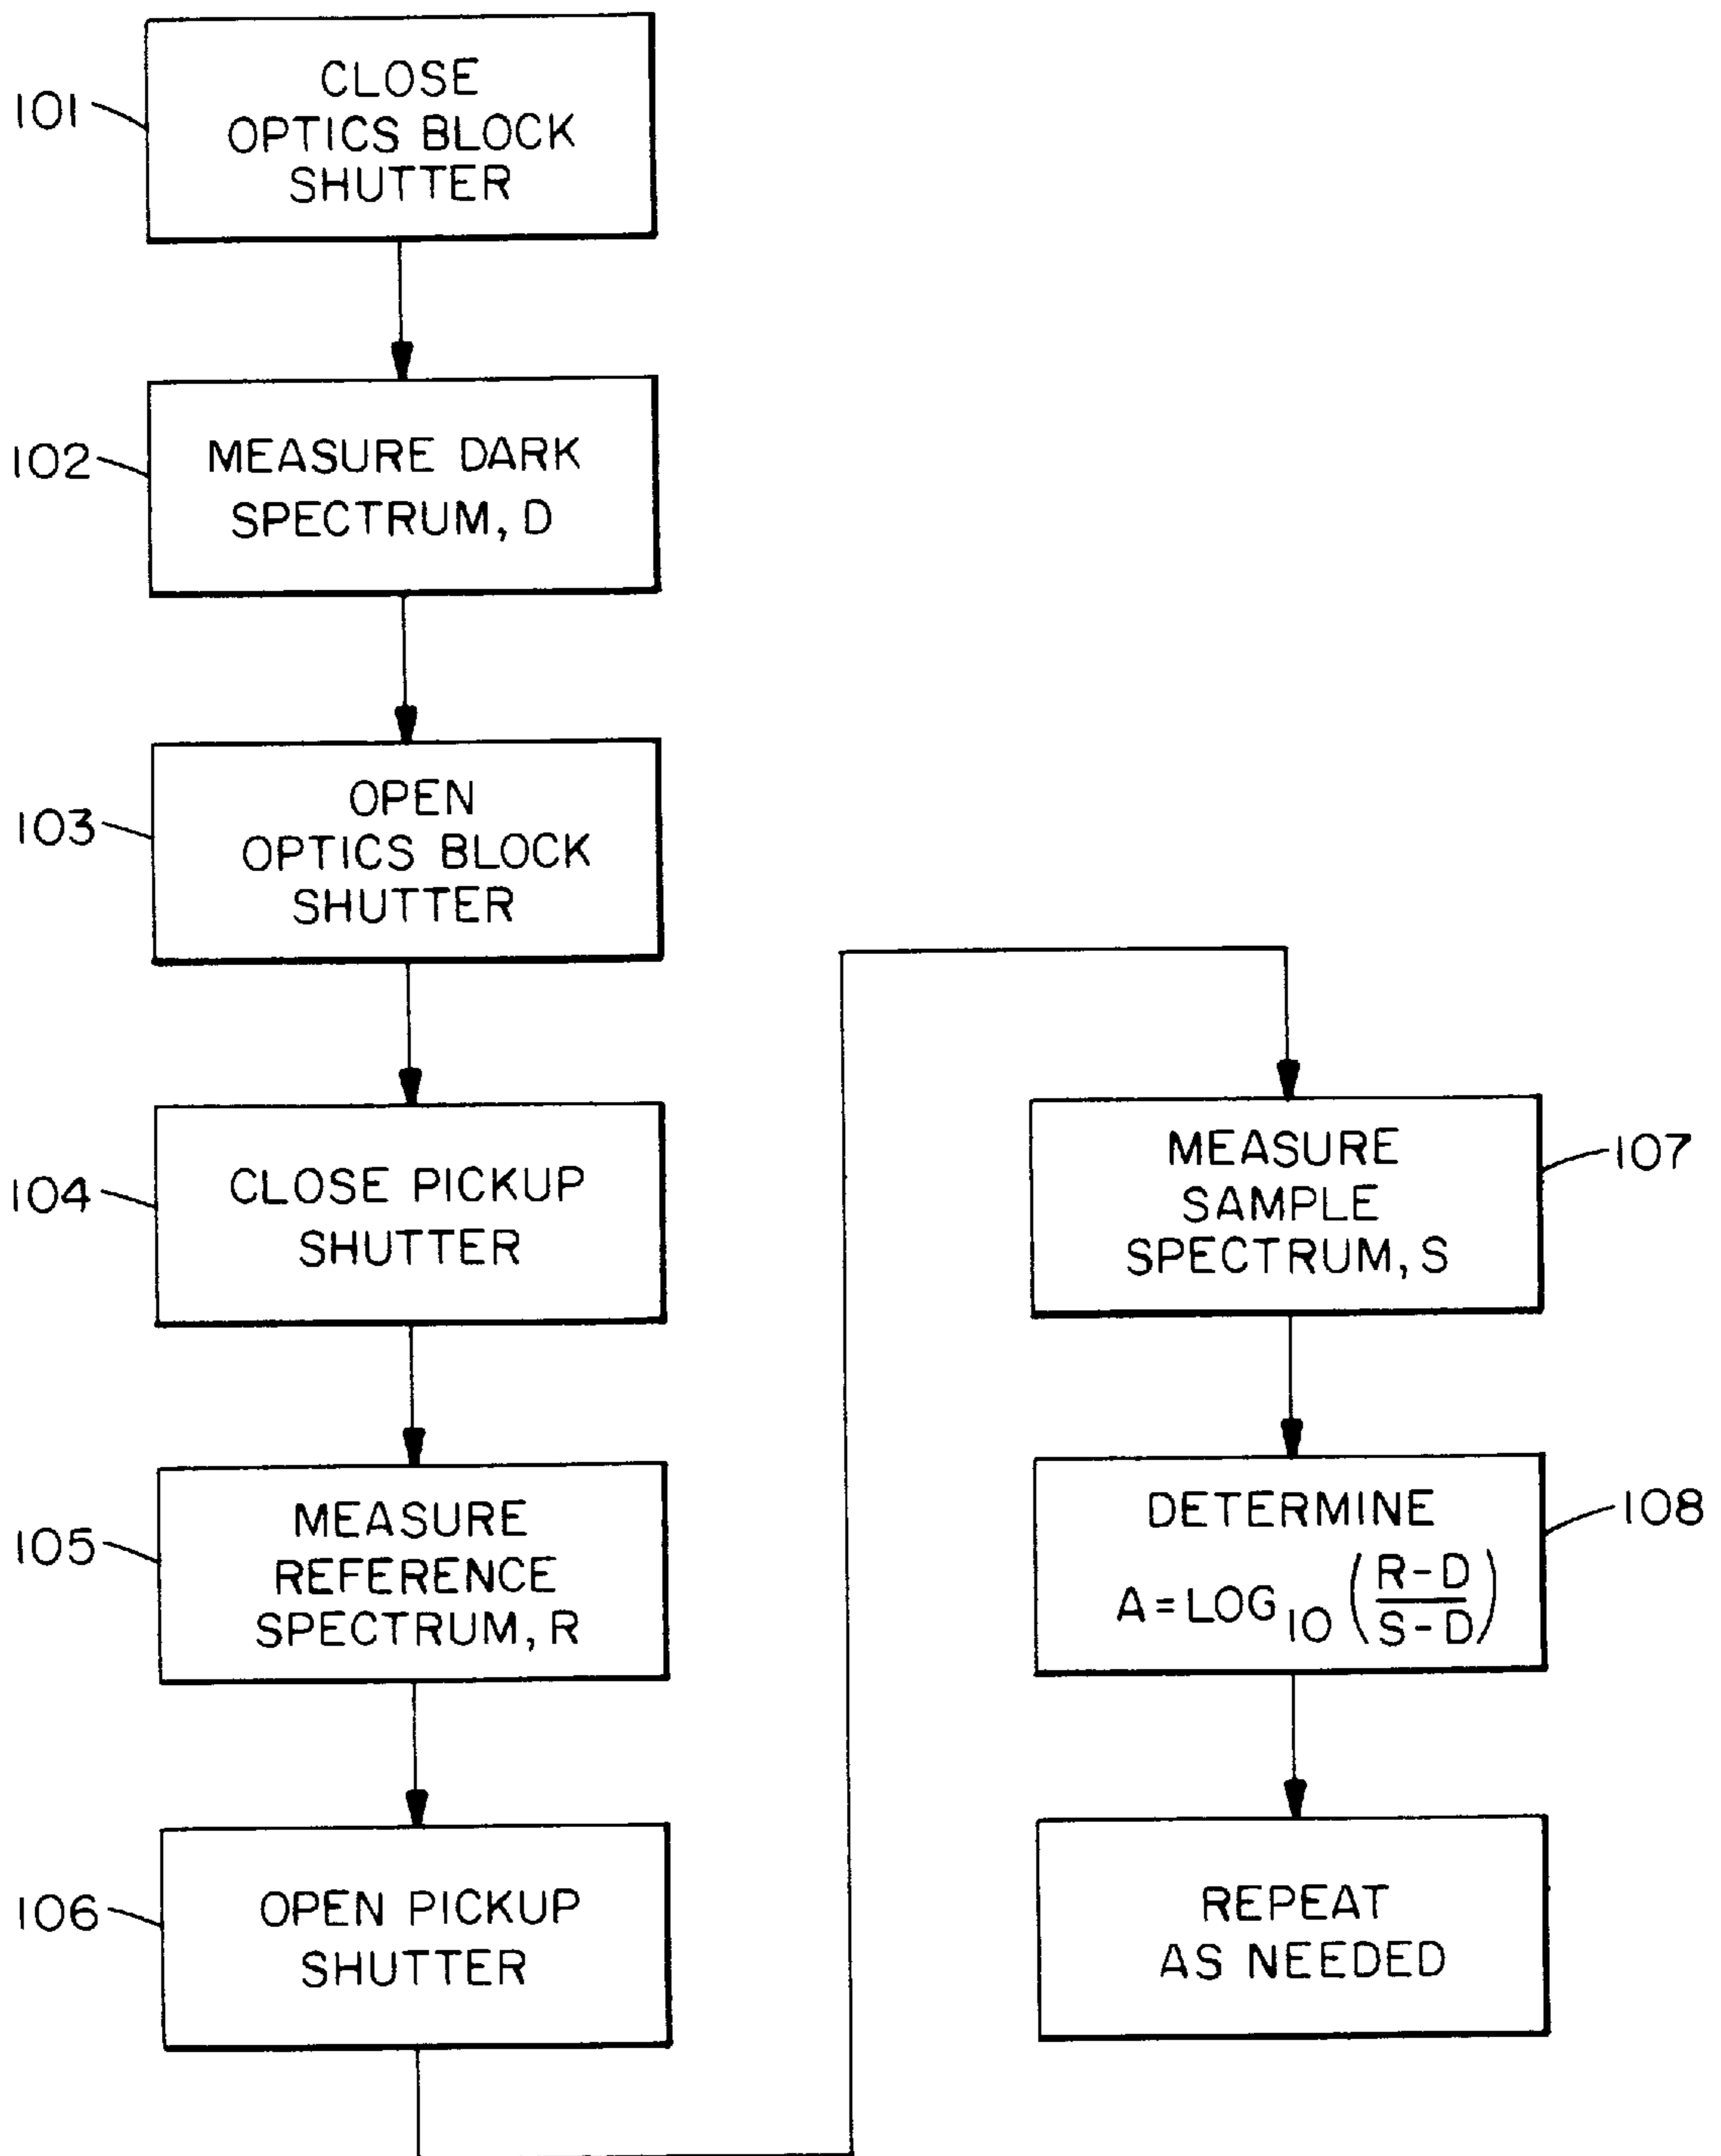 101
CLOSE
OPTICS BLOCK
SHUTTER
102
MEASURE DARK
SPECTRUM, D
103
OPEN
OPTICS BLOCK
SHUTTER
104
CLOSE PICKUP
SHUTTER
105
MEASURE
REFERENCE
SPECTRUM, R
106
OPEN PICKUP
SHUTTER
107
MEASURE
SAMPLE
SPECTRUM, S
108
DETERMINE
A = LOG₁₀ (R-D / S-D)
REPEAT
AS NEEDED